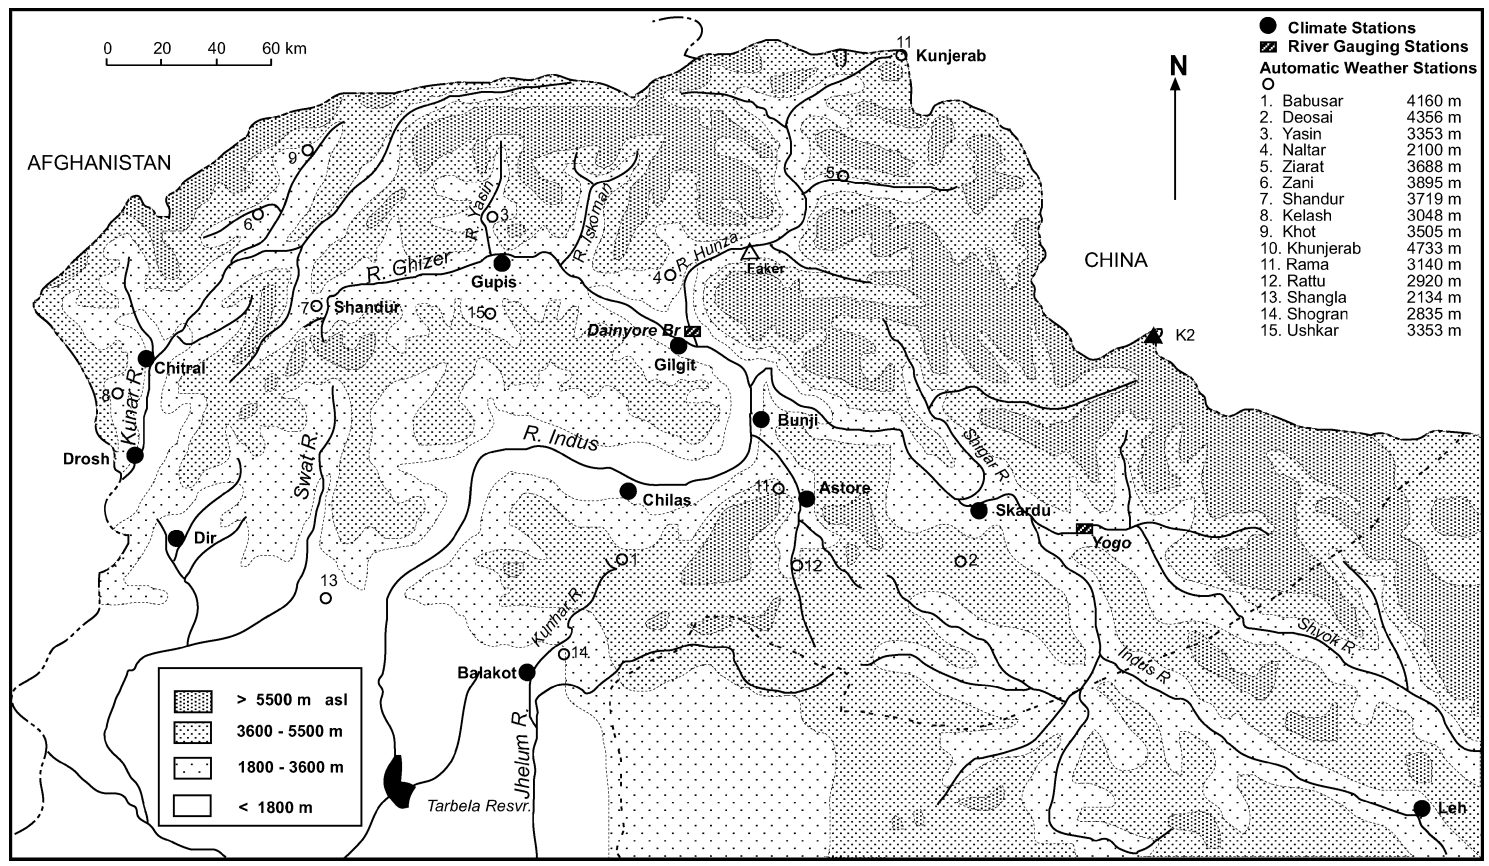 0 20 40 60 km
11
Kunjerab
N
Climate Stations
River Gauging Stations
Automatic Weather Stations
1. Babusar 4160 m
2. Deosai 4356 m
3. Yasin 3353 m
4. Naltar 2100 m
5. Ziarat 3688 m
6. Zani 3895 m
7. Shandur 3719 m
8. Kelash 3048 m
9. Khot 3505 m
10. Khunjerab 4733 m
11. Rama 3140 m
12. Rattu 2920 m
13. Shangla 2134 m
14. Shogran 2835 m
15. Ushkar 3353 m
AFGHANISTAN
9
5
6
R. Yasin
3
R. Iskoman
R. Hunza
CHINA
R. Ghizer
Gupis
4
Faker
7
Shandur
15
Dainyore Br
K2
Gilgit
Chitral
8
Kunar R.
Bunji
R. Indus
Drosh
Swat R.
Shigar R
Chilas
11
Astore
Skardu
Dir
Yogo
1
12
2
13
Kunhar R
14
Shyok R.
Balakot
Indus R
> 5500 m asl
3600 - 5500 m
1800 - 3600 m
< 1800 m
Jhelum R.
Tarbela Resvr.
Leh